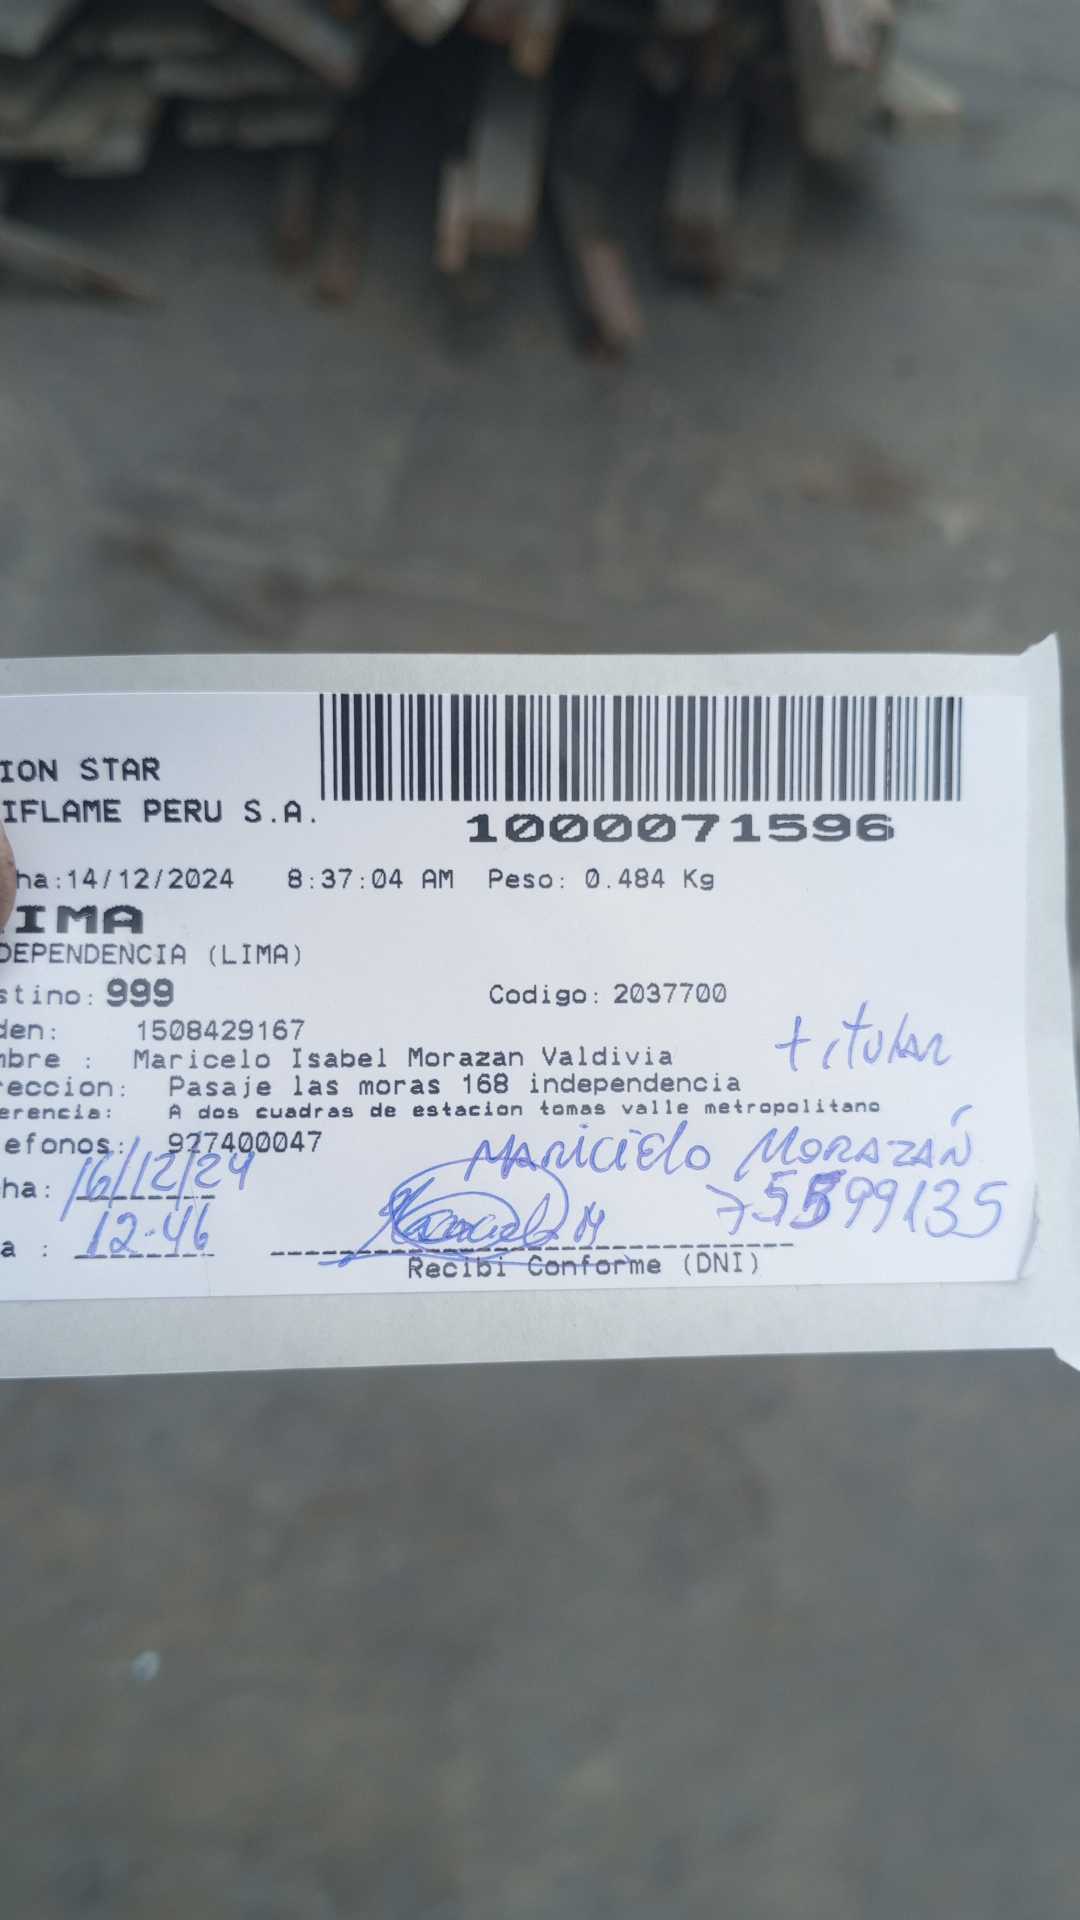 ION STAR
IFLAME PERU S.A.
1000071596
ha:14/12/2024 8:37:04 AM Peso: 0.484 Kg
IMA
DEPENDENCIA (LIMA)
stino: 999 Codigo: 2037700
den: 1508429167
titular
mbre : Maricelo Isabel Morazan Valdivia
reccion: Pasaje las moras 168 independencia
erencia: A dos cuadras de estacion tomas valle metropolitano
efonos: 927400047
MARICIELO MORAZÁN
ha: 16/12/24
75599135
a : 12:46
Recibi Conforme (DNI)